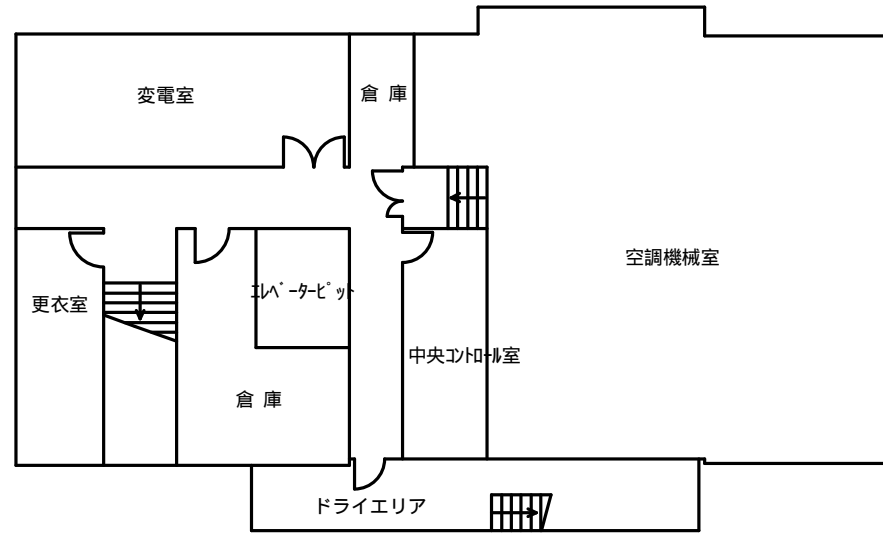 変電室
倉 庫
空調機械室
ｴﾚﾍﾞｰﾀｰﾋﾟｯﾄ
更衣室
中央ｺﾝﾄﾛｰﾙ室
倉 庫
ドライエリア